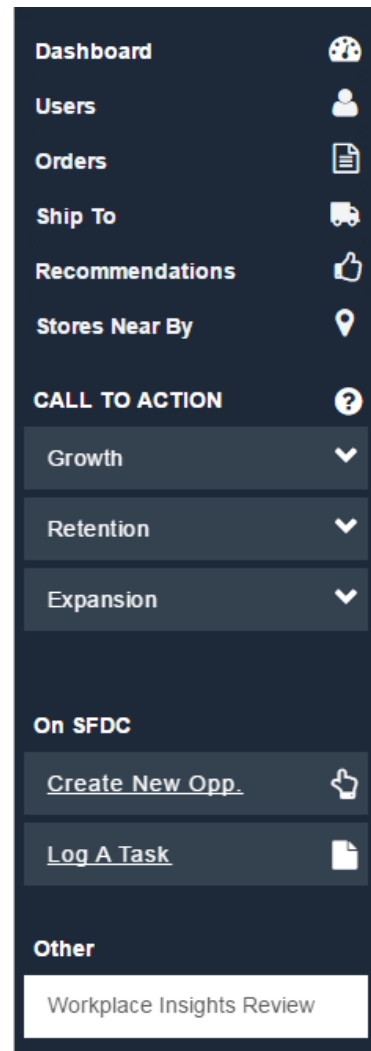 Dashboard
Users
Orders
Ship To
Recommendations
Stores Near By
CALL TO ACTION
Growth
Retention
Expansion
On SFDC
Create New Opp.
Log A Task
Other
Workplace Insights Review